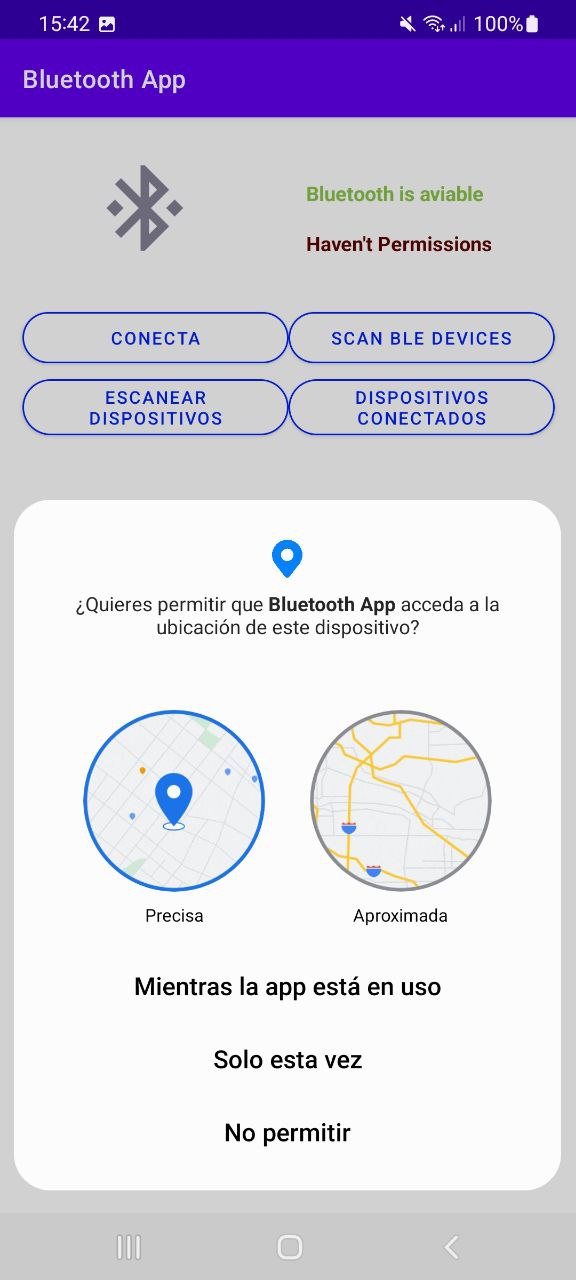 15:42
100%
Bluetooth App
Bluetooth is aviable
Haven't Permissions
CONECTA
SCAN BLE DEVICES
ESCANEAR
DISPOSITIVOS
DISPOSITIVOS
CONECTADOS
¿Quieres permitir que Bluetooth App acceda a la
ubicación de este dispositivo?
Precisa
Aproximada
Mientras la app está en uso
Solo esta vez
No permitir